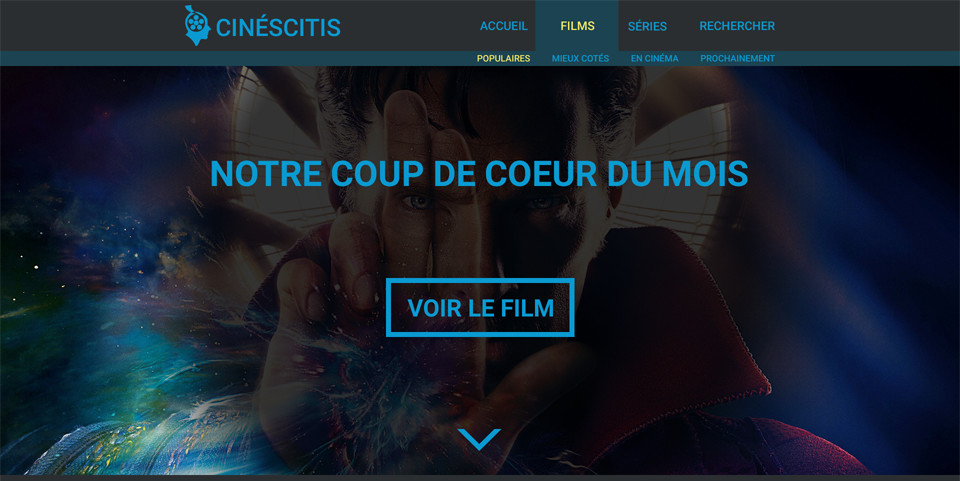 CINÉSCITIS
ACCUEIL FILMS SÉRIES RECHERCHER
POPULAIRES MIEUX COTÉS EN CINÉMA PROCHAINEMENT
NOTRE COUP DE COEUR DU MOIS
VOIR LE FILM